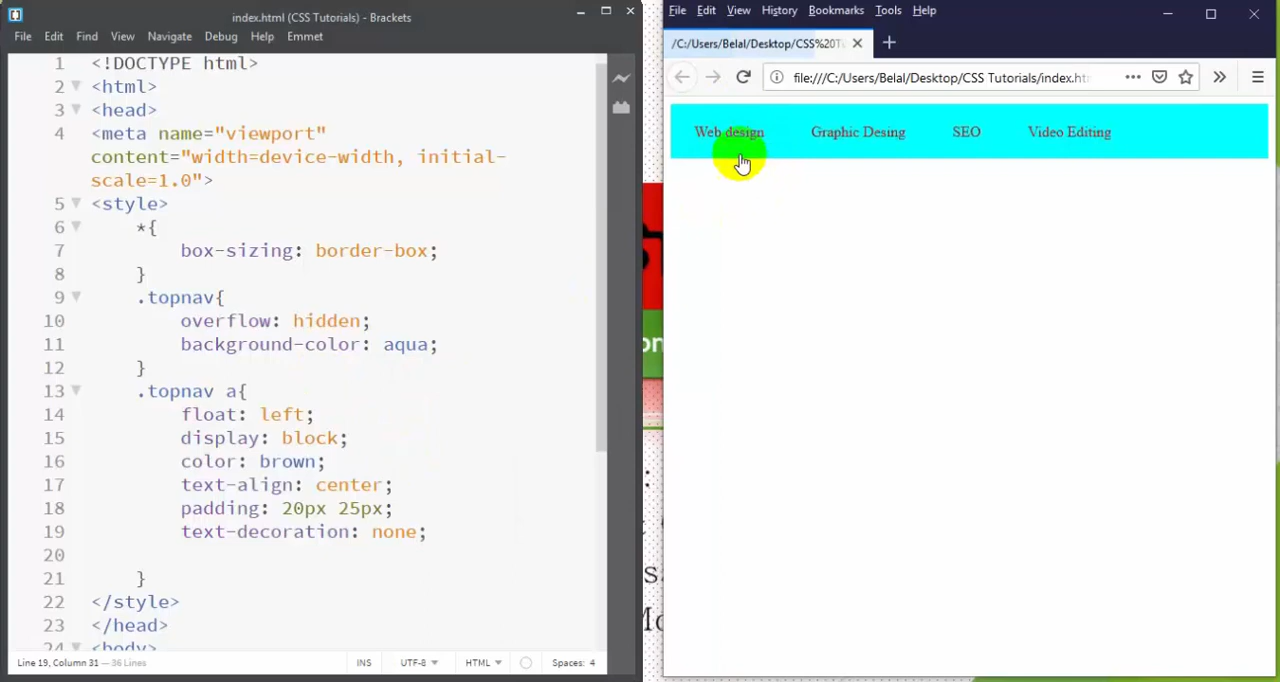 index.html (CSS Tutorials) - Brackets
File Edit Find View Navigate Debug Help Emmet
1 <!DOCTYPE html>
2 <html>
3 <head>
4 <meta name="viewport"
content="width=device-width, initial-
scale=1.0">
5 <style>
6 *{
7 box-sizing: border-box;
8 }
9 .topnav{
10 overflow: hidden;
11 background-color: aqua;
12 }
13 .topnav a{
14 float: left;
15 display: block;
16 color: brown;
17 text-align: center;
18 padding: 20px 25px;
19 text-decoration: none;
20
21 }
22 </style>
23 </head>
24 <body>
Line 19, Column 31 — 36 Lines
INS UTF-8 HTML Spaces: 4
File Edit View History Bookmarks Tools Help
/C:/Users/Belal/Desktop/CSS%20Tu
file:///C:/Users/Belal/Desktop/CSS Tutorials/index.ht
Web design Graphic Desing SEO Video Editing